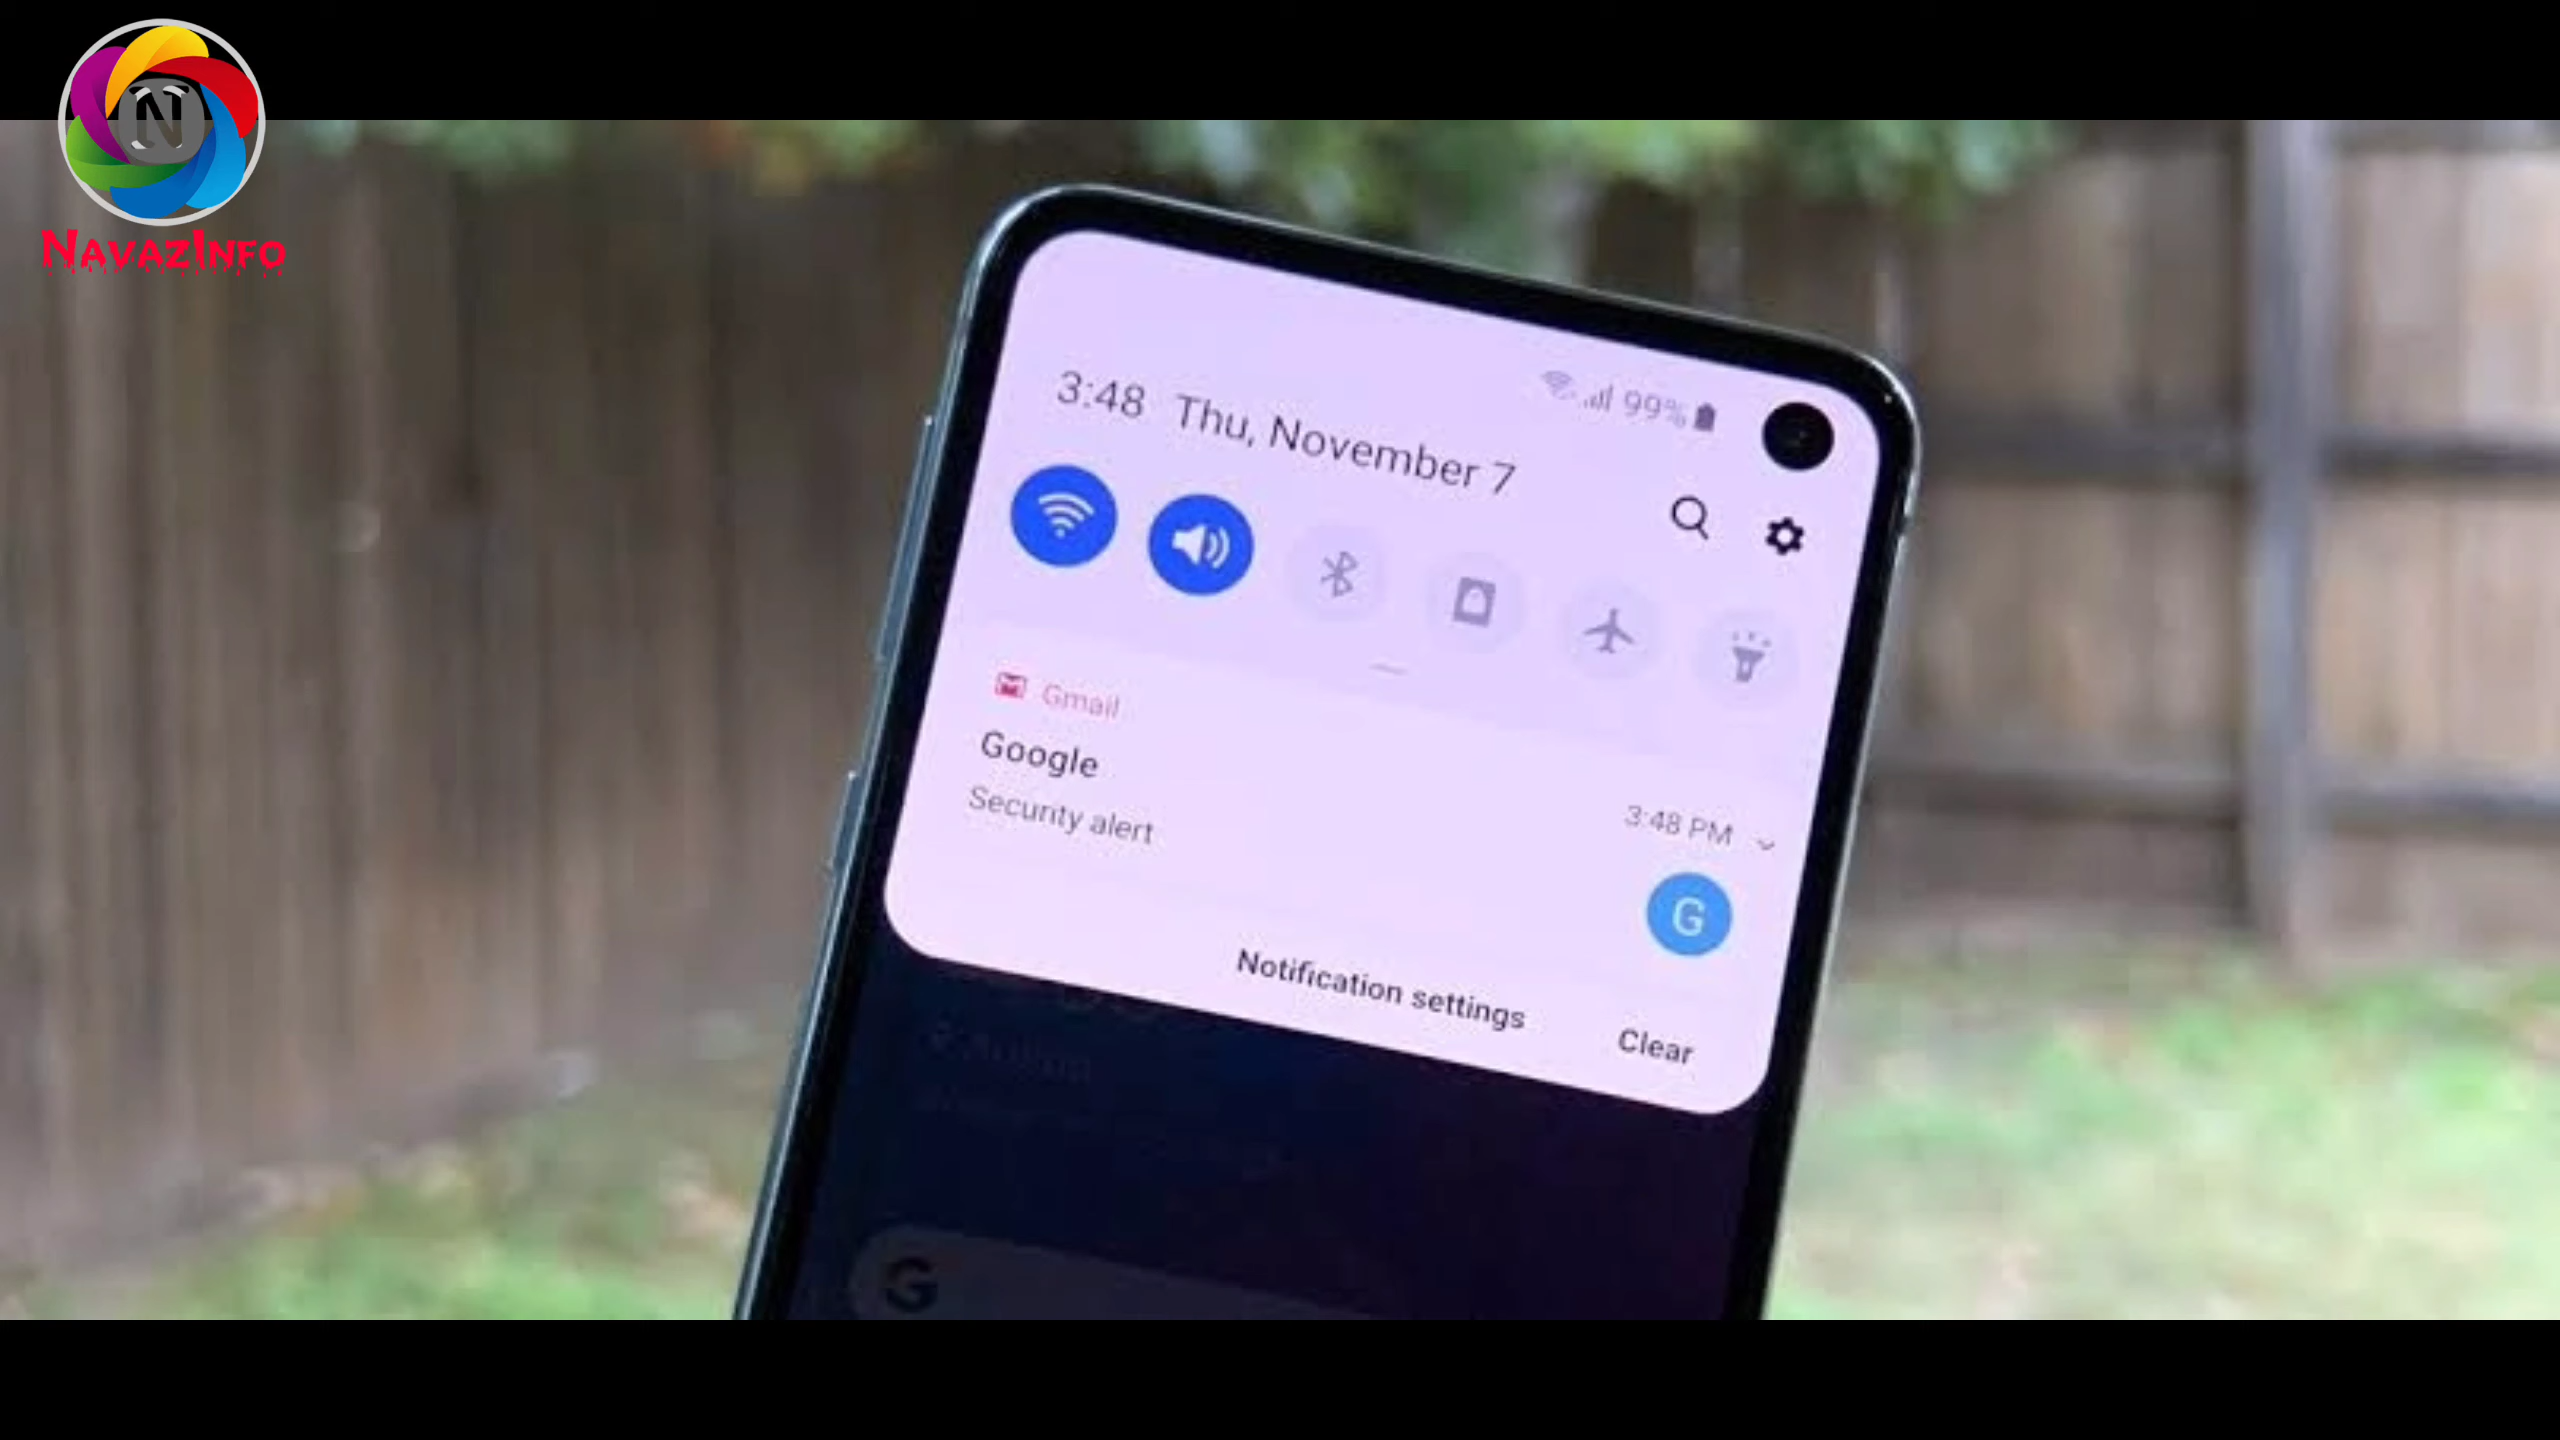 N
NavazInfo
99%
3:48 Thu, November 7
Gmail
Google
Security alert
3:48 PM
G
Notification settings
Clear
G